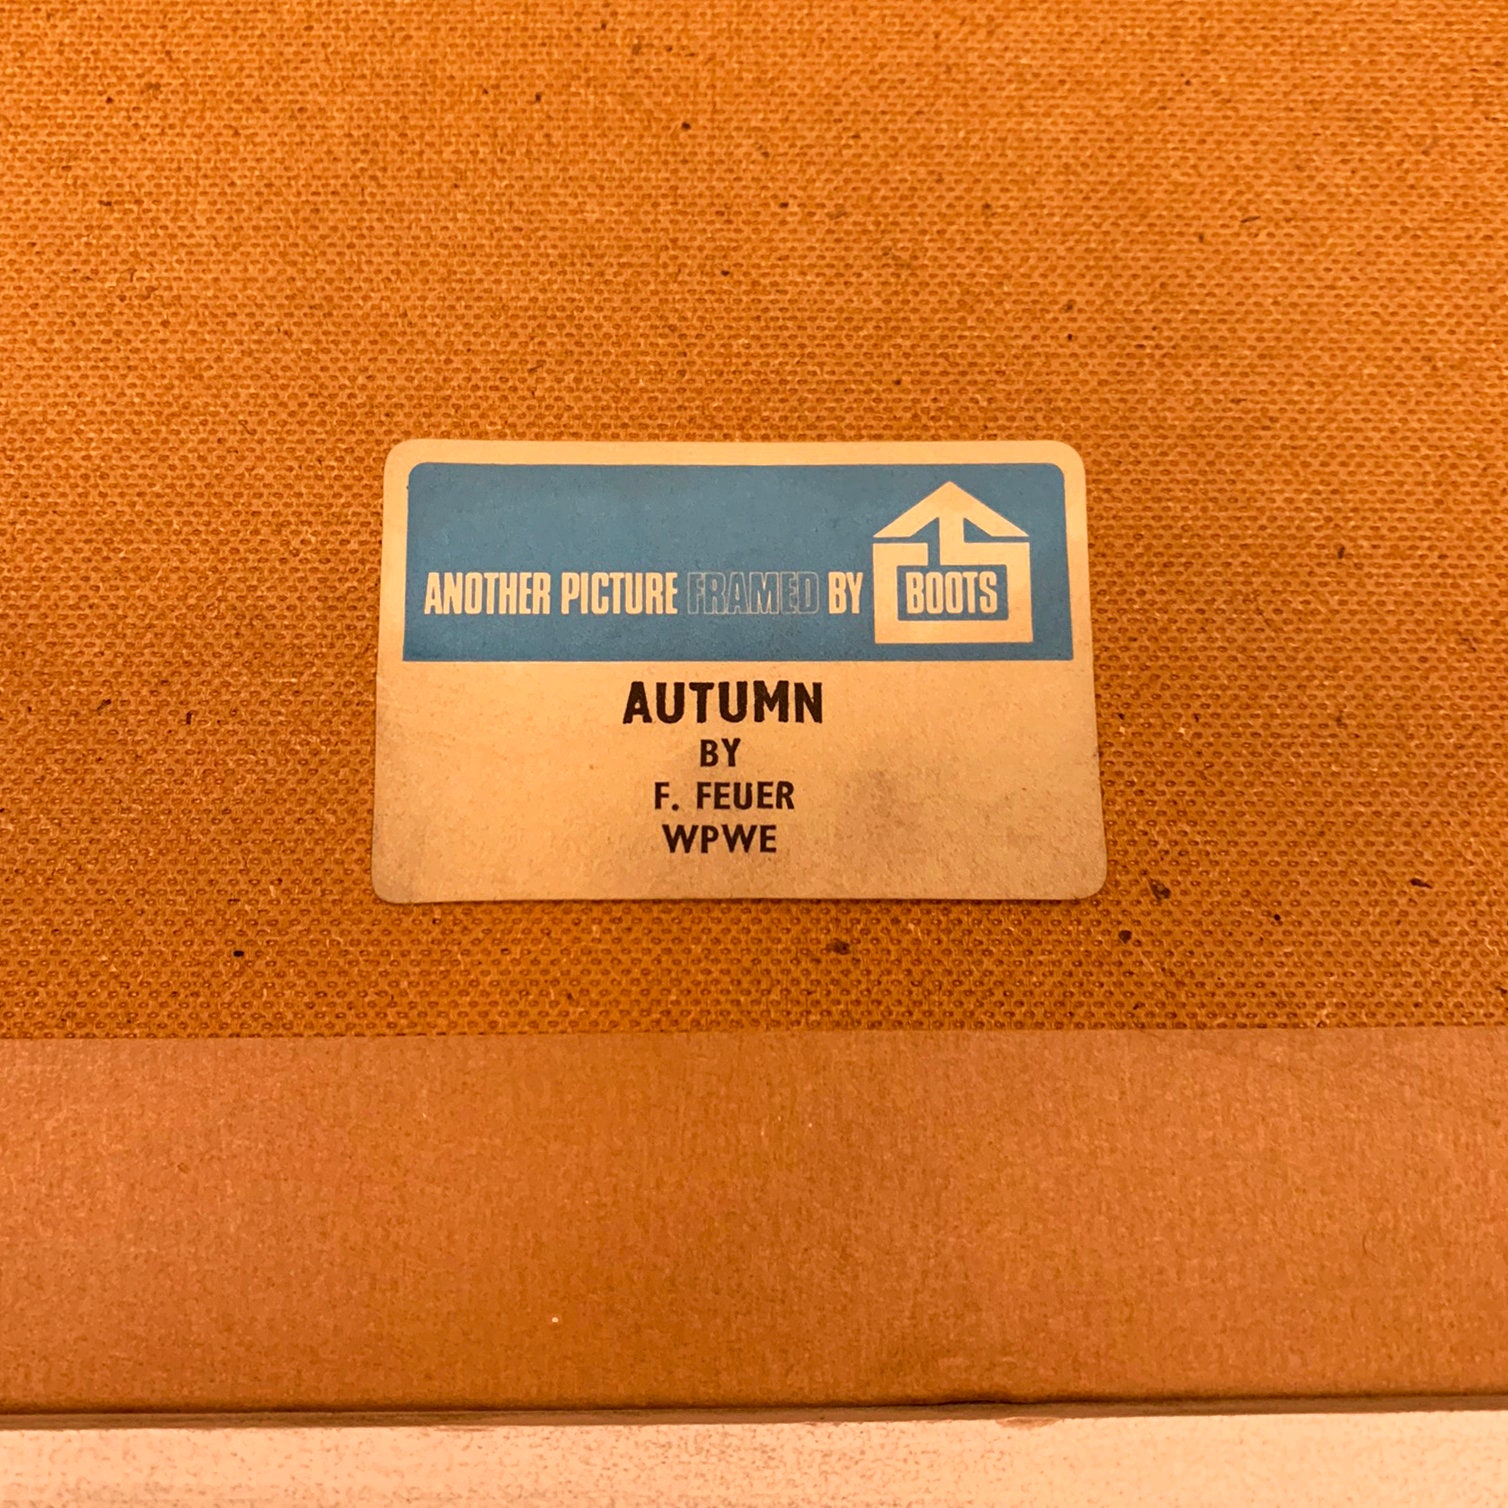 ANOTHER PICTURE FRAMED BY BOOTS
AUTUMN
BY
F. FEUER
WPWE